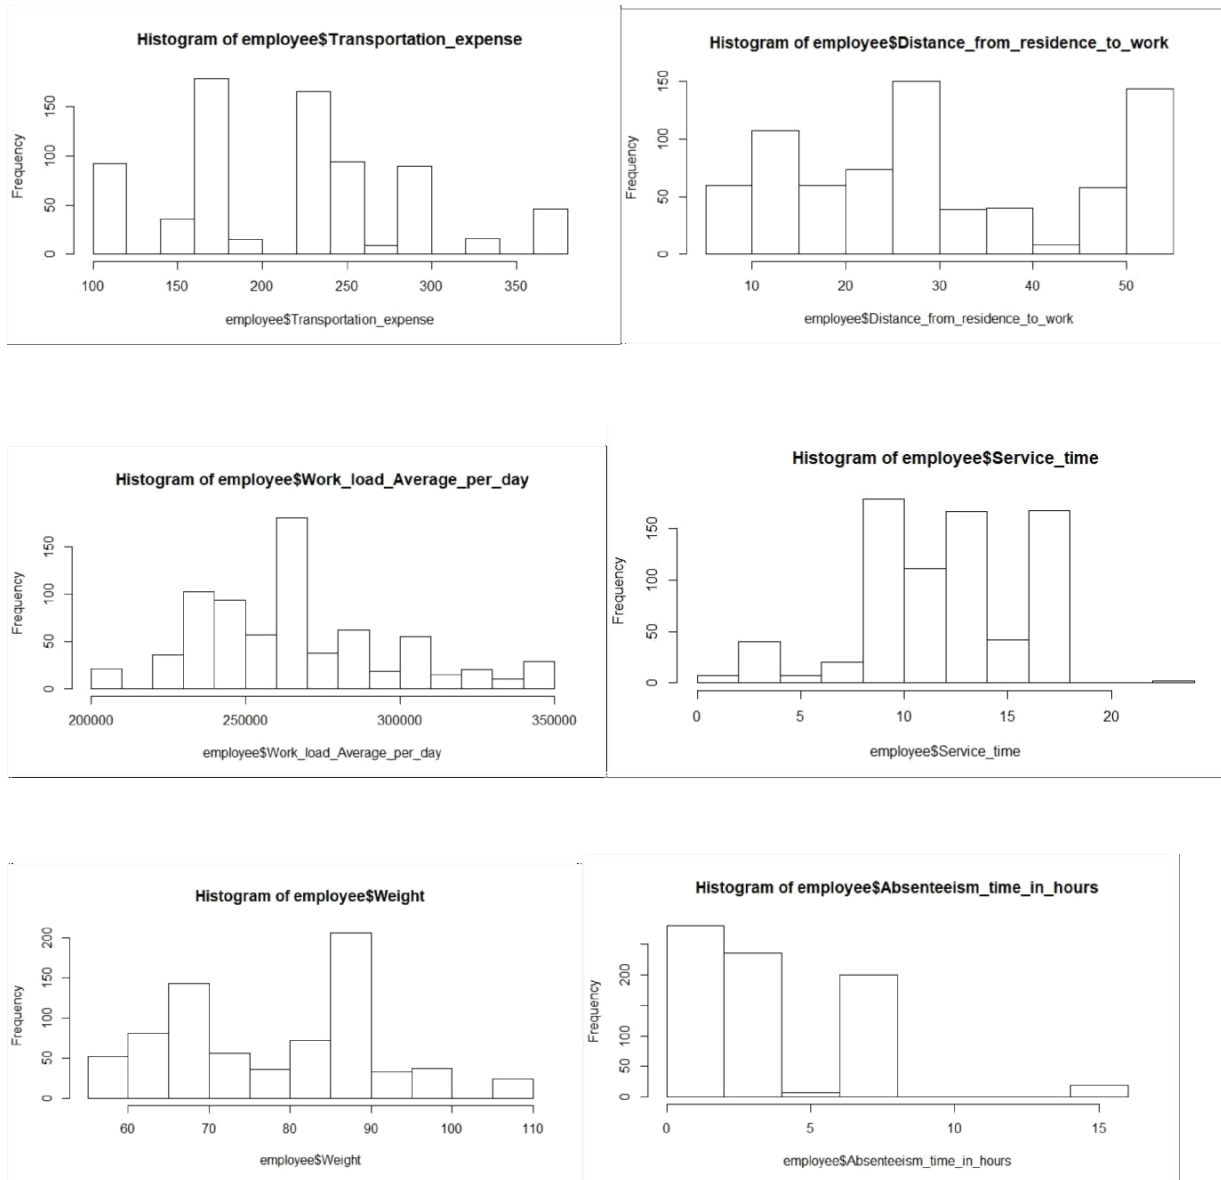 Histogram of employee$Transportation_expense
Frequency
0 50 100 150
100 150 200 250 300 350
employee$Transportation_expense
Histogram of employee$Distance_from_residence_to_work
Frequency
0 50 100 150
10 20 30 40 50
employee$Distance_from_residence_to_work
Histogram of employee$Work_load_Average_per_day
Frequency
0 50 100 150
200000 250000 300000 350000
employee$Work_load_Average_per_day
Histogram of employee$Service_time
Frequency
0 50 100 150
0 5 10 15 20
employee$Service_time
Histogram of employee$Weight
Frequency
0 50 100 150 200
60 70 80 90 100 110
employee$Weight
Histogram of employee$Absenteeism_time_in_hours
Frequency
0 50 100 200
0 5 10 15
employee$Absenteeism_time_in_hours